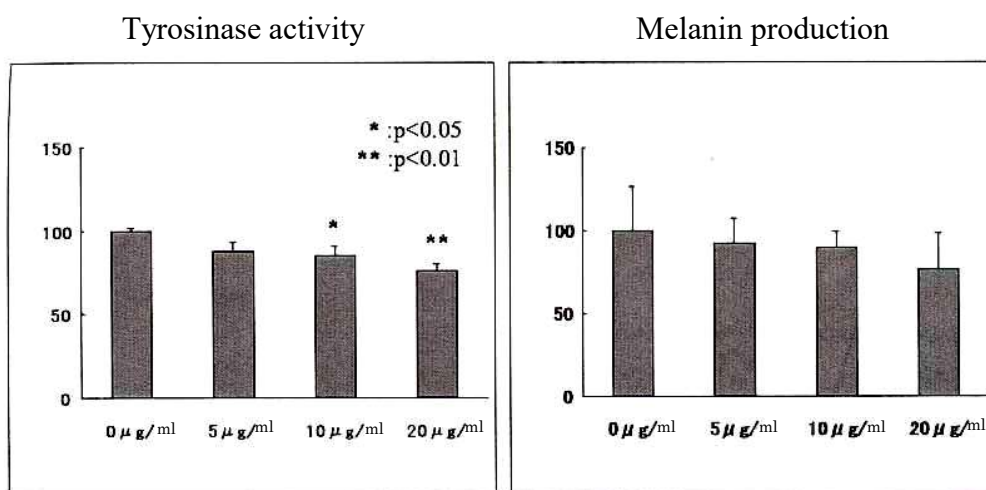 Tyrosinase activity
* :p<0.05
** :p<0.01
150
100
50
0
*
**
0 μ g/ml
5 μ g/ml
10 μ g/ml
20 μ g/ml
Melanin production
150
100
50
0
0 μ g/ml
5 μ g/ml
10 μ g/ml
20 μ g/ml